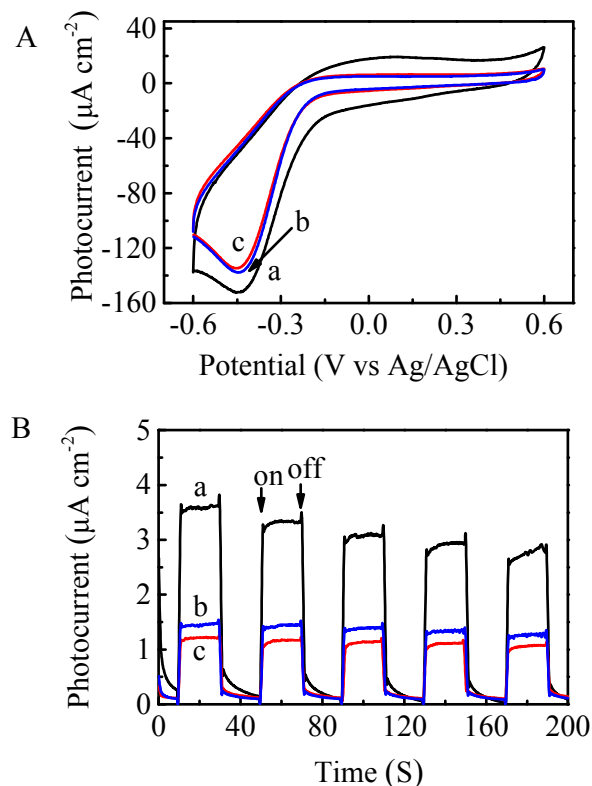 A
Photocurrent (μA cm-2)
40
0
-40
-80
-120
-160
c
b
a
-0.6
-0.3
0.0
0.3
0.6
Potential (V vs Ag/AgCl)
B
Photocurrent (μA cm-2)
5
4
3
2
1
0
a
on
off
b
c
0
40
80
120
160
200
Time (S)